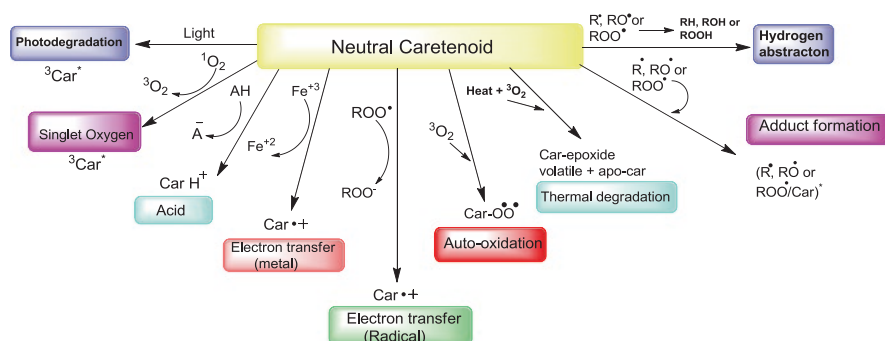 Neutral Caretenoid
Light
Photodegradation
³Car*
¹O₂
³O₂
Singlet Oxygen
³Car*
AH
A⁻
Car H⁺
Acid
Fe⁺³
Fe⁺²
Car •+
Electron transfer
(metal)
ROO•
ROO⁻
Car •+
Electron transfer
(Radical)
³O₂
Car-OO••
Auto-oxidation
Heat + ³O₂
Car-epoxide
volatile + apo-car
Thermal degradation
R•, RO• or
ROO•
RH, ROH or
ROOH
Hydrogen
abstracton
R•, RO• or
ROO•
Adduct formation
(R•, RO• or
ROO•/Car)*